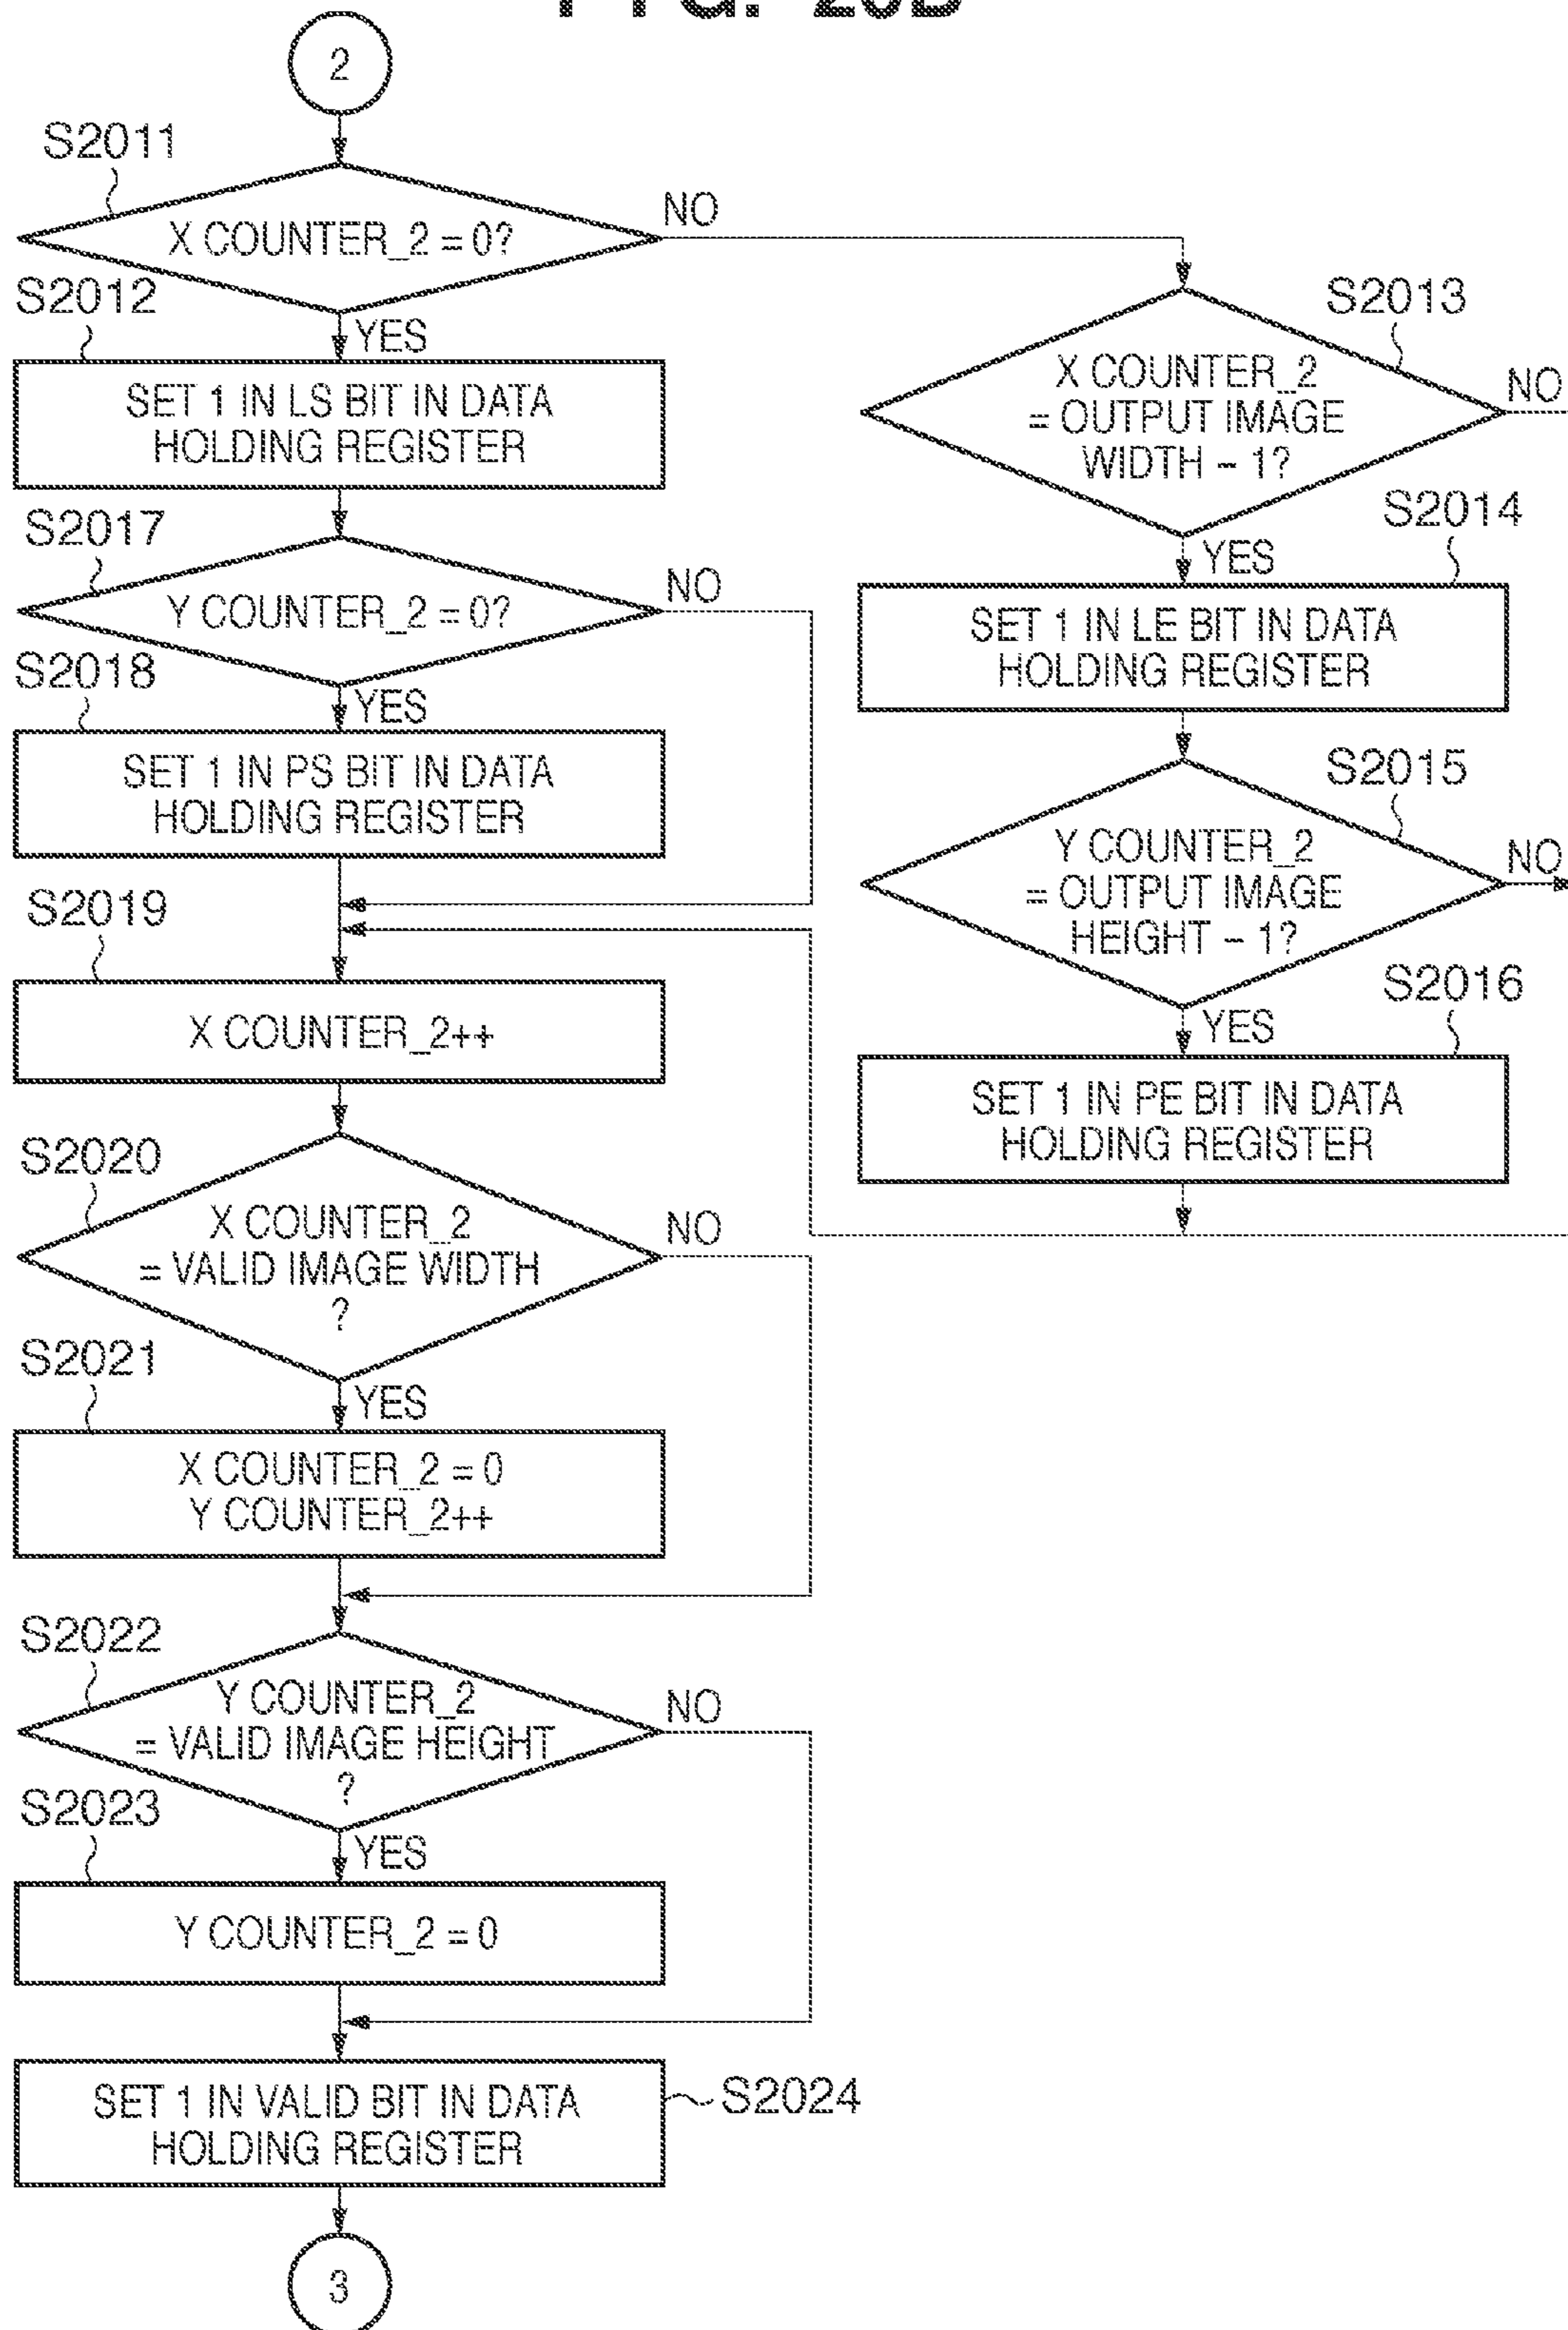 FIG. 20B
2
S2011
X COUNTER_2 = 0?
NO
YES
S2012
SET 1 IN LS BIT IN DATA
HOLDING REGISTER
S2013
X COUNTER_2
= OUTPUT IMAGE
WIDTH - 1?
NO
YES
S2014
SET 1 IN LE BIT IN DATA
HOLDING REGISTER
S2015
Y COUNTER_2
= OUTPUT IMAGE
HEIGHT - 1?
NO
YES
S2016
SET 1 IN PE BIT IN DATA
HOLDING REGISTER
S2017
Y COUNTER_2 = 0?
NO
YES
S2018
SET 1 IN PS BIT IN DATA
HOLDING REGISTER
S2019
X COUNTER_2++
S2020
X COUNTER_2
= VALID IMAGE WIDTH
?
NO
YES
S2021
X COUNTER_2 = 0
Y COUNTER_2++
S2022
Y COUNTER_2
= VALID IMAGE HEIGHT
?
NO
YES
S2023
Y COUNTER_2 = 0
SET 1 IN VALID BIT IN DATA
HOLDING REGISTER
S2024
3